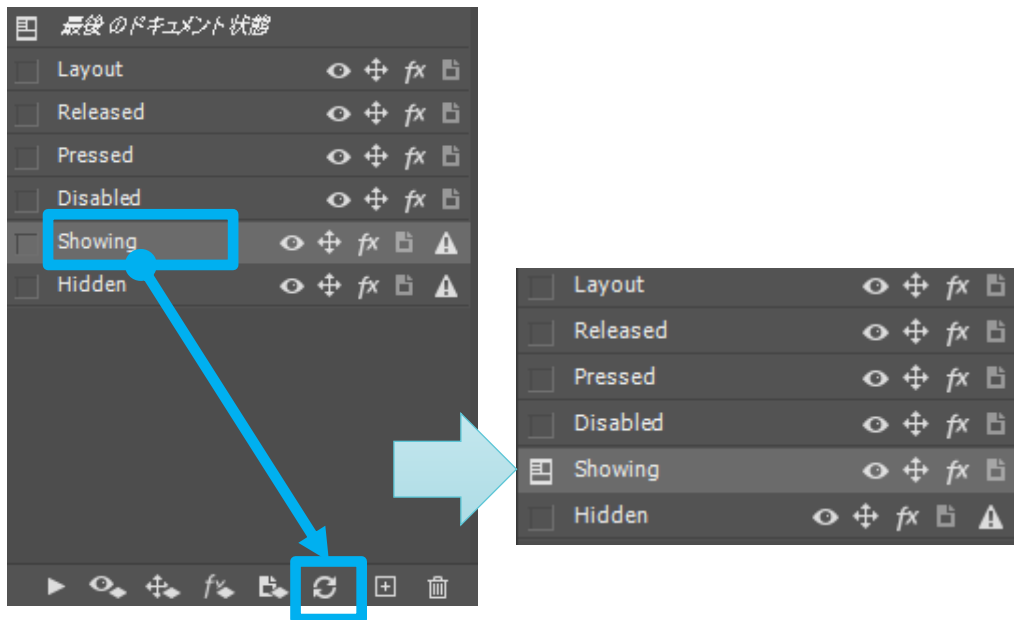 最後のドキュメント状態
Layout
Released
Pressed
Disabled
Showing
Hidden
Layout
Released
Pressed
Disabled
Showing
Hidden